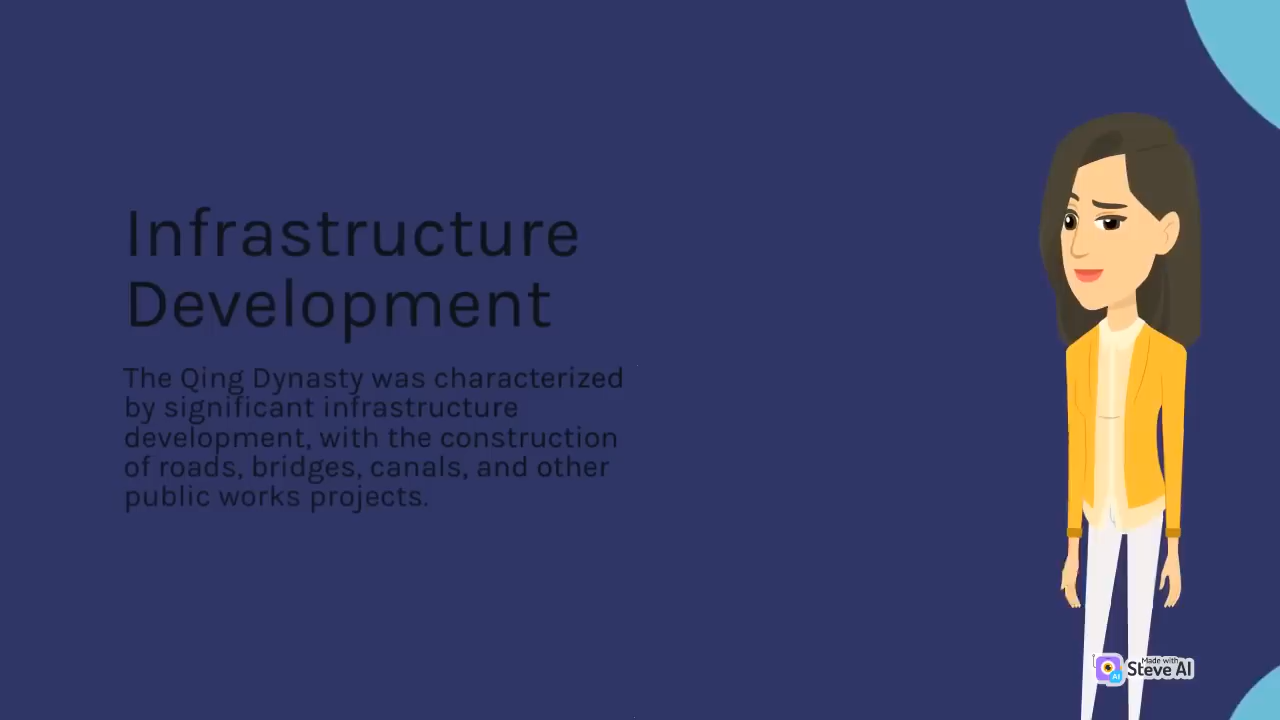 Infrastructure
Development
The Qing Dynasty was characterized
by significant infrastructure
development, with the construction
of roads, bridges, canals, and other
public works projects.
Made with
Steve AI
AI